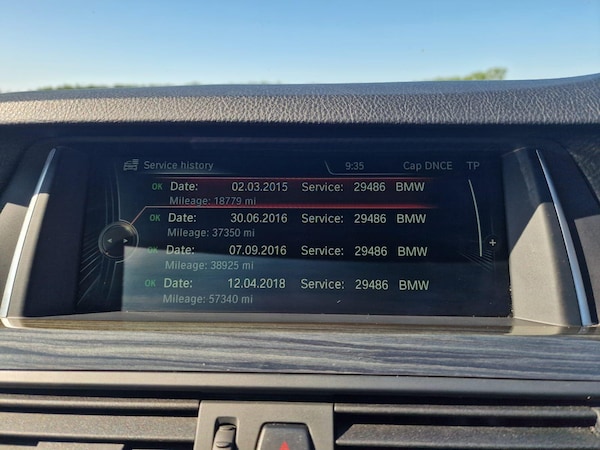 Service history 9:35 Cap DNCE TP
OK Date: 02.03.2015 Service: 29486 BMW
Mileage: 18779 mi
OK Date: 30.06.2016 Service: 29486 BMW
Mileage: 37350 mi
OK Date: 07.09.2016 Service: 29486 BMW
Mileage: 38925 mi
OK Date: 12.04.2018 Service: 29486 BMW
Mileage: 57340 mi